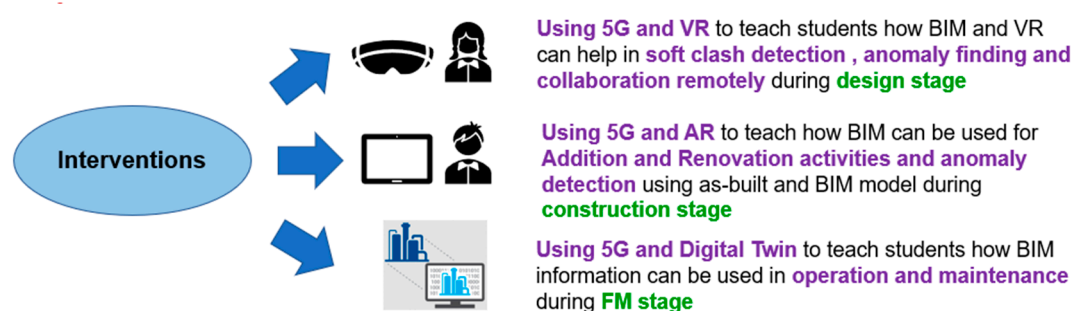 Interventions
Using 5G and VR to teach students how BIM and VR
can help in soft clash detection , anomaly finding and
collaboration remotely during design stage
Using 5G and AR to teach how BIM can be used for
Addition and Renovation activities and anomaly
detection using as-built and BIM model during
construction stage
Using 5G and Digital Twin to teach students how BIM
information can be used in operation and maintenance
during FM stage